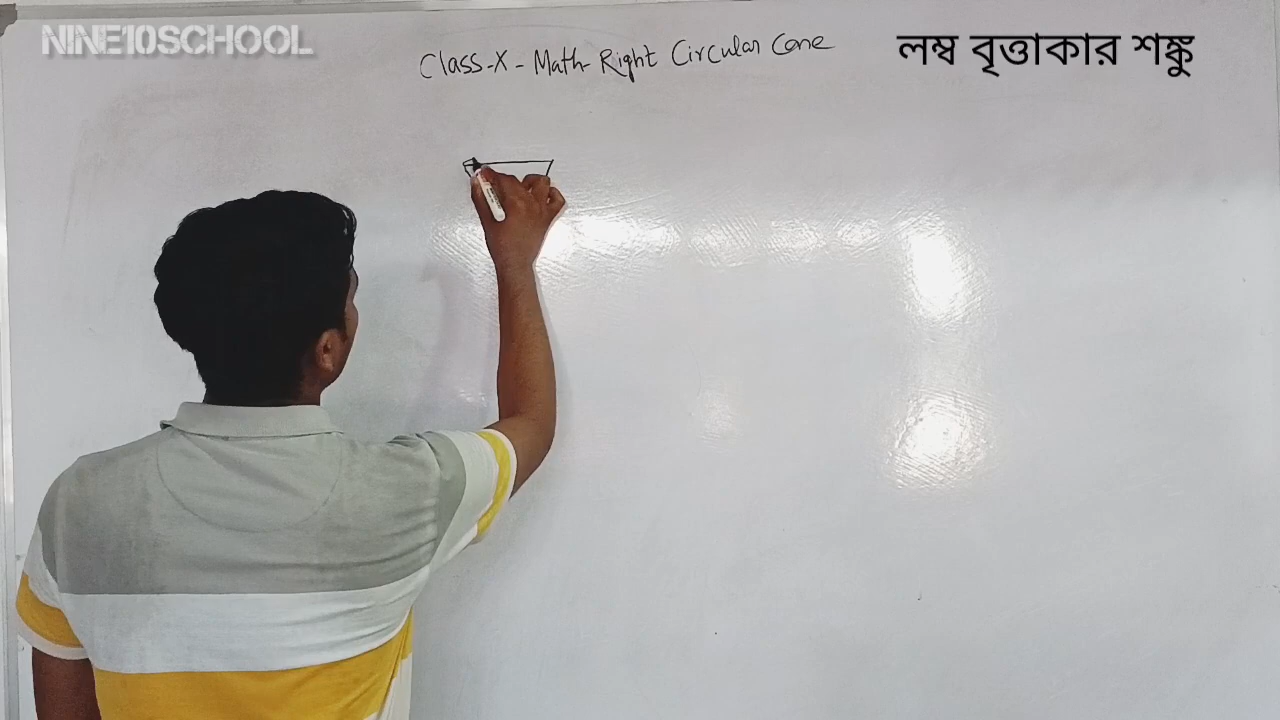 NINE10SCHOOL
Class-X-Math-Right Circular Cone
লম্ব বৃত্তাকার শঙ্কু